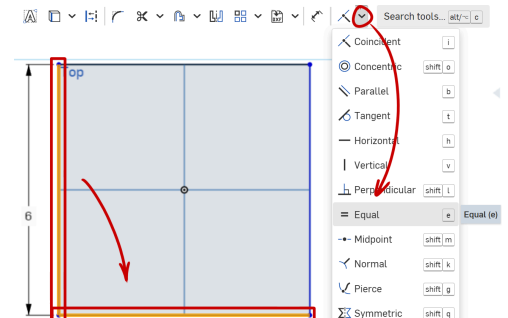 Search tools... alt/⌥ c
Coincident i
Concentric shift o
Parallel b
Tangent t
Horizontal h
Vertical v
Perpendicular shift l
Equal e
Equal (e)
Midpoint shift m
Normal shift k
Pierce shift g
Symmetric shift q
Top
6